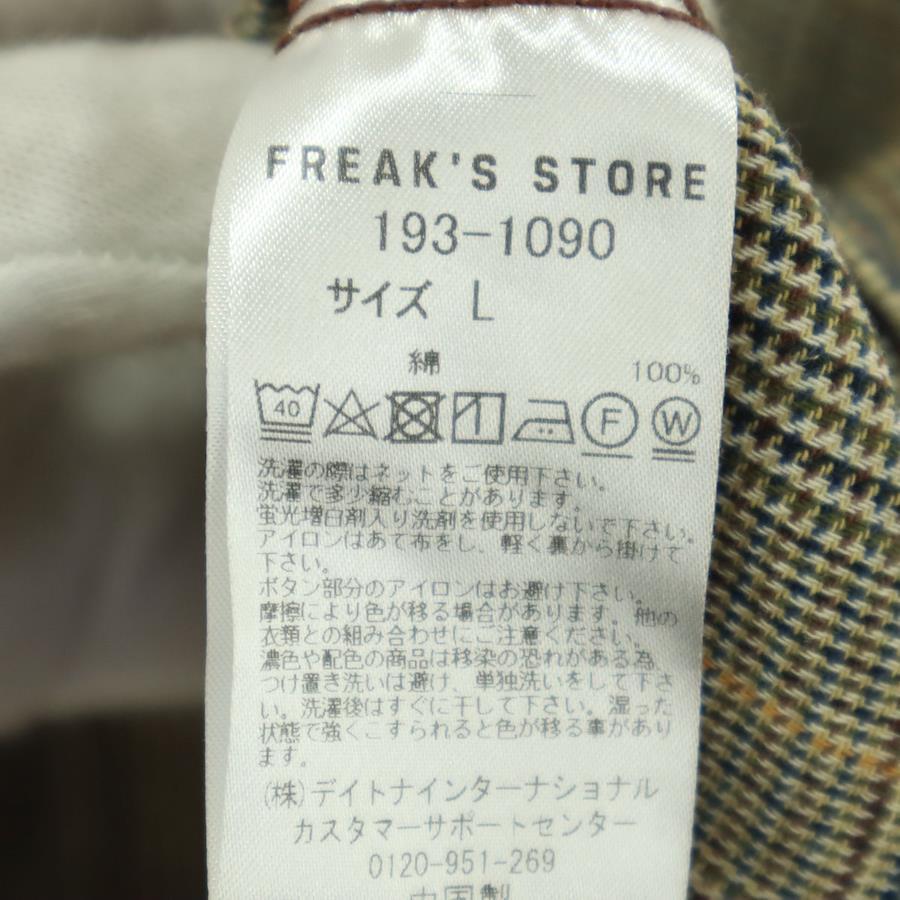 FREAK'S STORE
193-1090
サイズ L
綿 100%
40 F W
洗濯の際はネットをご使用下さい。
洗濯で多少縮むことがあります。
蛍光増白剤入り洗剤を使用しないで下さい。
アイロンはあて布をし、軽く裏から掛けて
下さい。
ボタン部分のアイロンはお避け下さい。
摩擦により色が移る場合があります。他の
衣類との組み合わせにご注意ください。
濃色や配色の商品は移染の恐れがある為、
つけ置き洗いは避け、単独洗いをして下さ
い。洗濯後はすぐに干して下さい。湿った
状態で強くこすられると色が移る事があり
ます。
(株)デイトナインターナショナル
カスタマーサポートセンター
0120-951-269
中国製